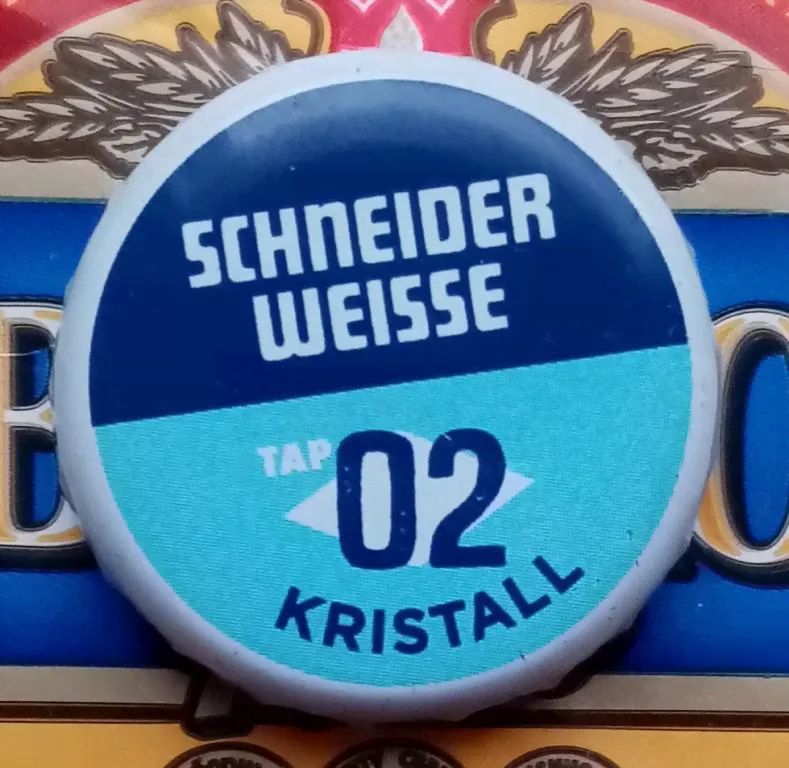 SCHNEIDER
WEISSE
TAP 02
KRISTALL